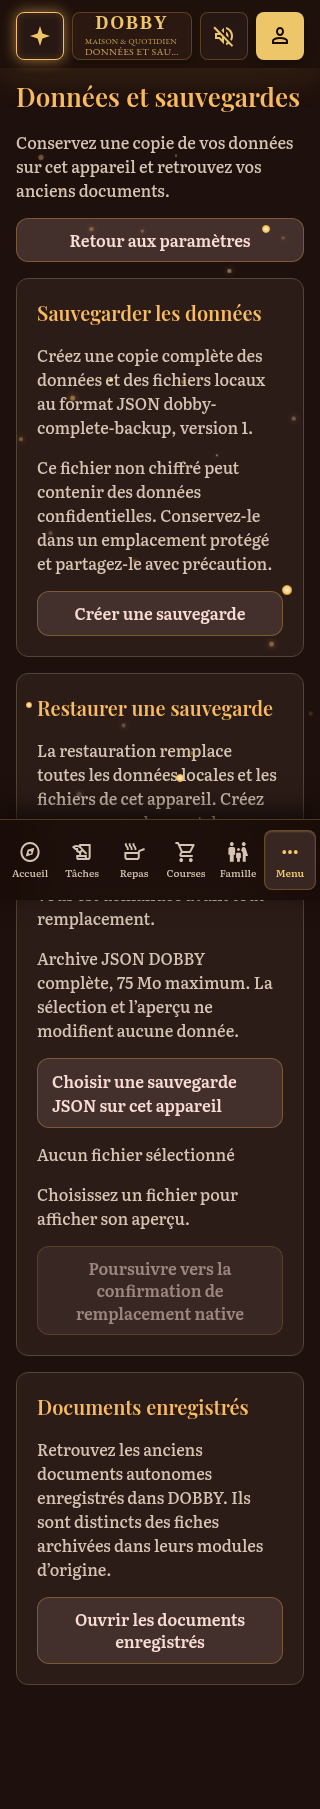 DOBBY
MAISON & QUOTIDIEN
DONNÉES ET SAU…
Données et sauvegardes
Conservez une copie de vos données
sur cet appareil et retrouvez vos
anciens documents.
Retour aux paramètres
Sauvegarder les données
Créez une copie complète des
données et des fichiers locaux
au format JSON dobby-
complete-backup, version 1.
Ce fichier non chiffré peut
contenir des données
confidentielles. Conservez-le
dans un emplacement protégé
et partagez-le avec précaution.
Créer une sauvegarde
Restaurer une sauvegarde
La restauration remplace
toutes les données locales et les
fichiers de cet appareil. Créez
Accueil
Tâches
Repas
Courses
Famille
Menu
remplacement.
Archive JSON DOBBY
complète, 75 Mo maximum. La
sélection et l’aperçu ne
modifient aucune donnée.
Choisir une sauvegarde
JSON sur cet appareil
Aucun fichier sélectionné
Choisissez un fichier pour
afficher son aperçu.
Poursuivre vers la
confirmation de
remplacement native
Documents enregistrés
Retrouvez les anciens
documents autonomes
enregistrés dans DOBBY. Ils
sont distincts des fiches
archivées dans leurs modules
d’origine.
Ouvrir les documents
enregistrés